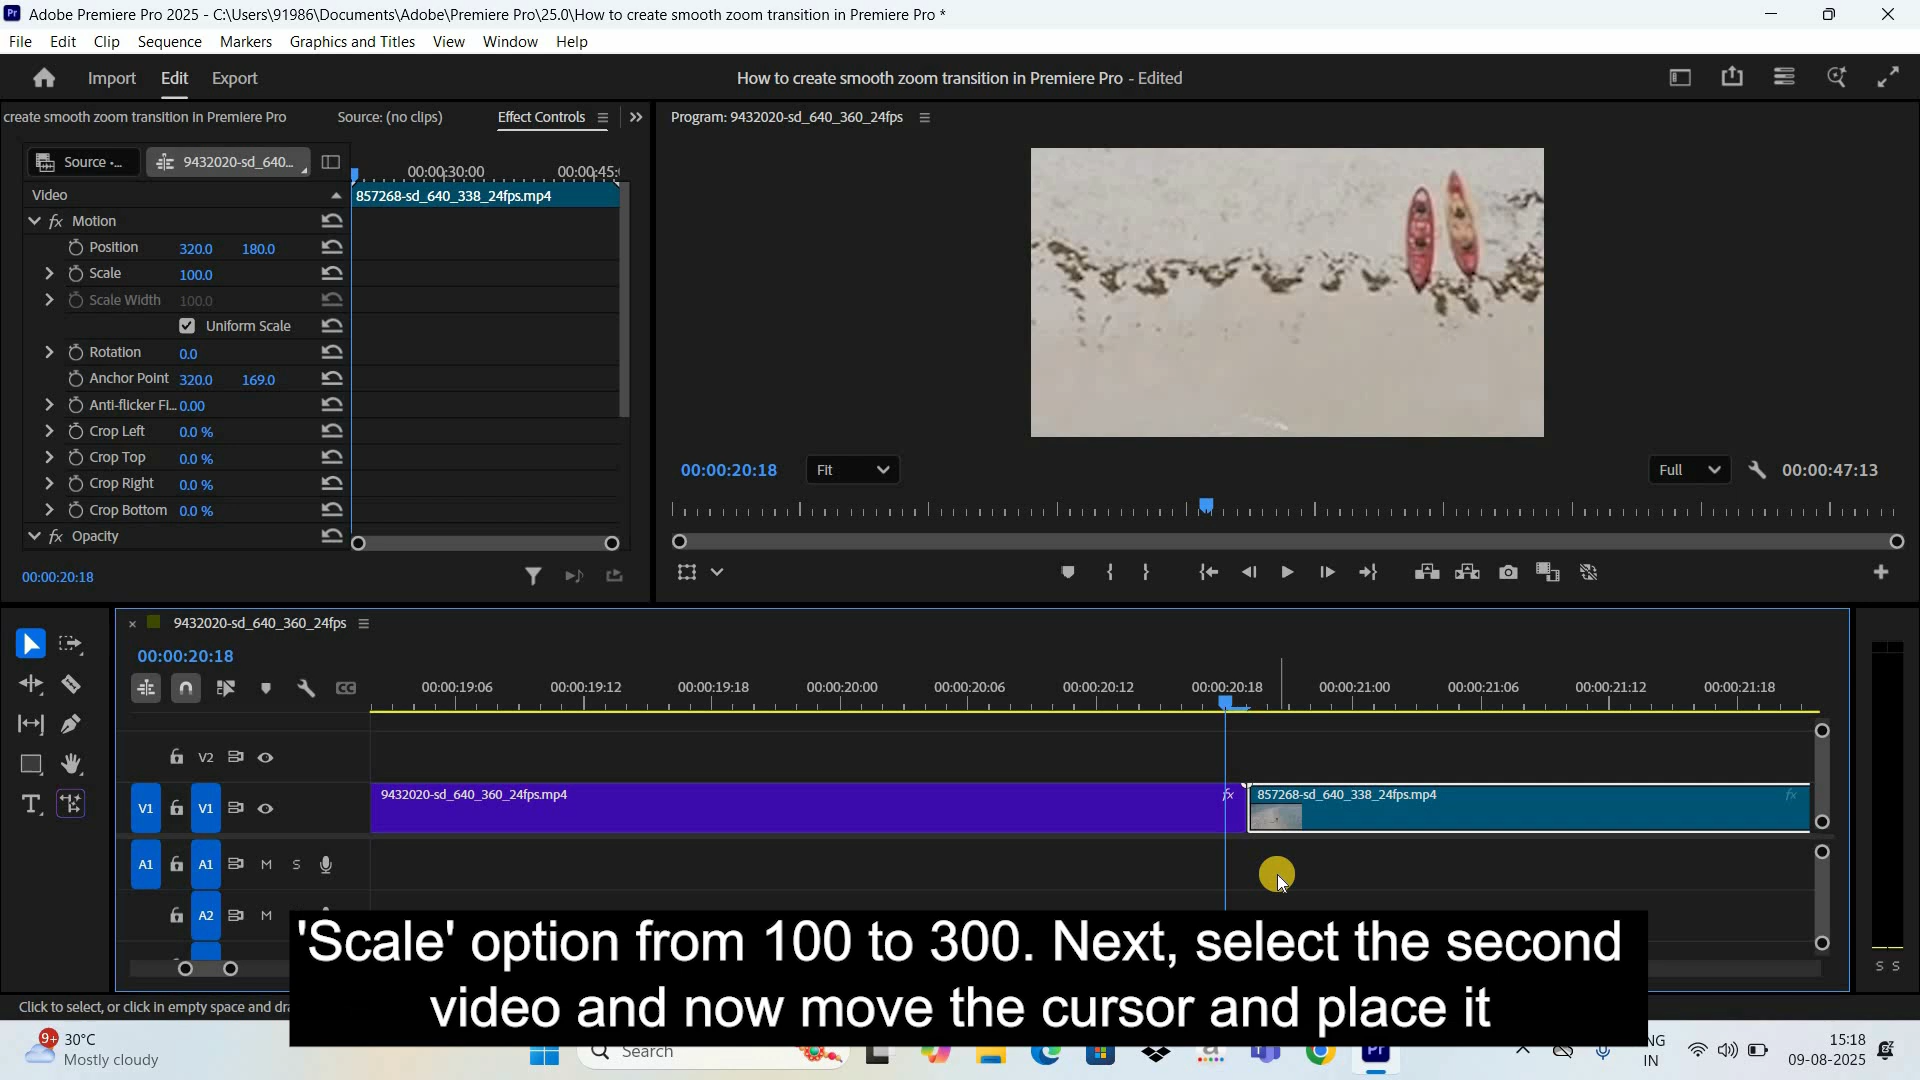 Adobe Premiere Pro 2025 - C:\Users\91986\Documents\Adobe\Premiere Pro\25.0\How to create smooth zoom transition in Premiere Pro *
File Edit Clip Sequence Markers Graphics and Titles View Window Help
Import Edit Export
How to create smooth zoom transition in Premiere Pro - Edited
create smooth zoom transition in Premiere Pro
Source: (no clips)
Effect Controls
Program: 9432020-sd_640_360_24fps
Source •...
9432020-sd_640...
00:00:30:00
00:00:45:
Video
857268-sd_640_338_24fps.mp4
fx Motion
Position 320.0 180.0
Scale 100.0
Scale Width 100.0
Uniform Scale
Rotation 0.0
Anchor Point 320.0 169.0
Anti-flicker Fi... 0.00
Crop Left 0.0 %
Crop Top 0.0 %
Crop Right 0.0 %
Crop Bottom 0.0 %
fx Opacity
00:00:20:18
00:00:20:18
Fit
Full
00:00:47:13
9432020-sd_640_360_24fps
00:00:20:18
00:00:19:06 00:00:19:12 00:00:19:18 00:00:20:00 00:00:20:06 00:00:20:12 00:00:20:18 00:00:21:00 00:00:21:06 00:00:21:12 00:00:21:18
V2
V1 V1
9432020-sd_640_360_24fps.mp4 fx
857268-sd_640_338_24fps.mp4 fx
A1 A1 M S
A2 M
S S
'Scale' option from 100 to 300. Next, select the second
video and now move the cursor and place it
Click to select, or click in empty space and
9+
30°C
Mostly cloudy
Search
NG
IN
15:18
09-08-2025